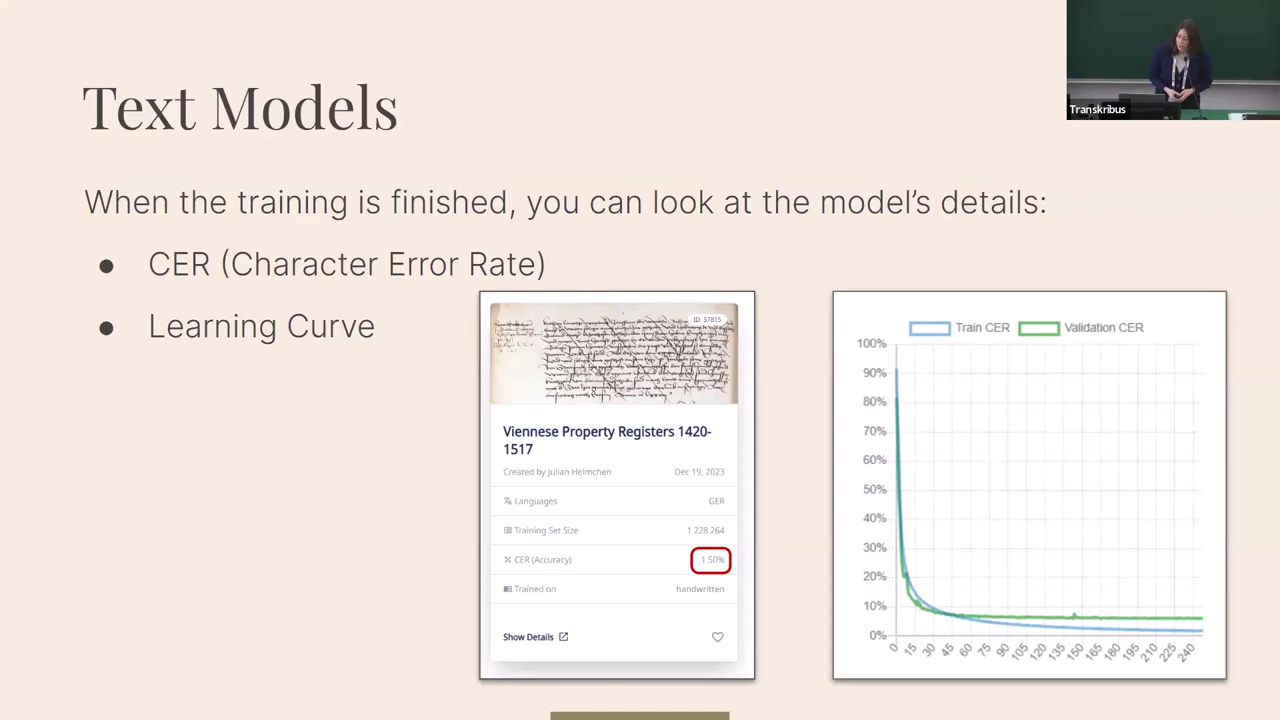 Transkribus
Text Models
When the training is finished, you can look at the model's details:
● CER (Character Error Rate)
● Learning Curve
ID: 57815
Viennese Property Registers 1420-
1517
Created by Julian Helmchen Dec 19, 2023
Languages GER
Training Set Size 1 228 264
CER (Accuracy) 1.50%
Trained on handwritten
Show Details
Train CER Validation CER
100%
90%
80%
70%
60%
50%
40%
30%
20%
10%
0%
0 15 30 45 60 75 90 105 120 135 150 165 180 195 210 225 240